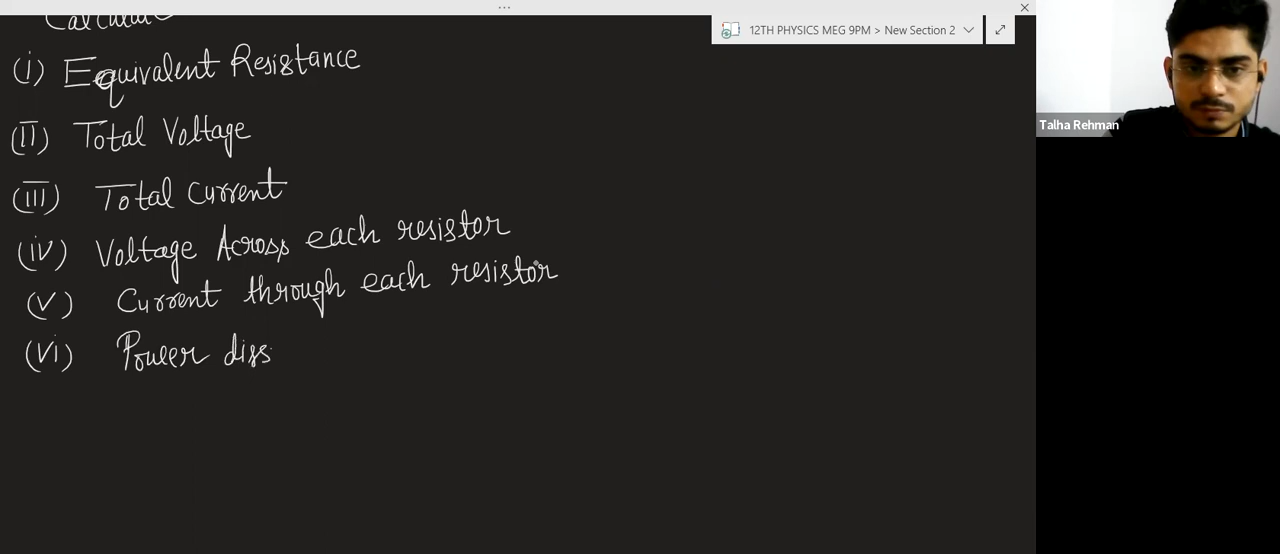 Calculate
(i) Equivalent Resistance
(II) Total Voltage
(III) Total Current
(iv) Voltage Across each resistor
(v) Current through each resistor
(vi) Power diss
12TH PHYSICS MEG 9PM > New Section 2
Talha Rehman